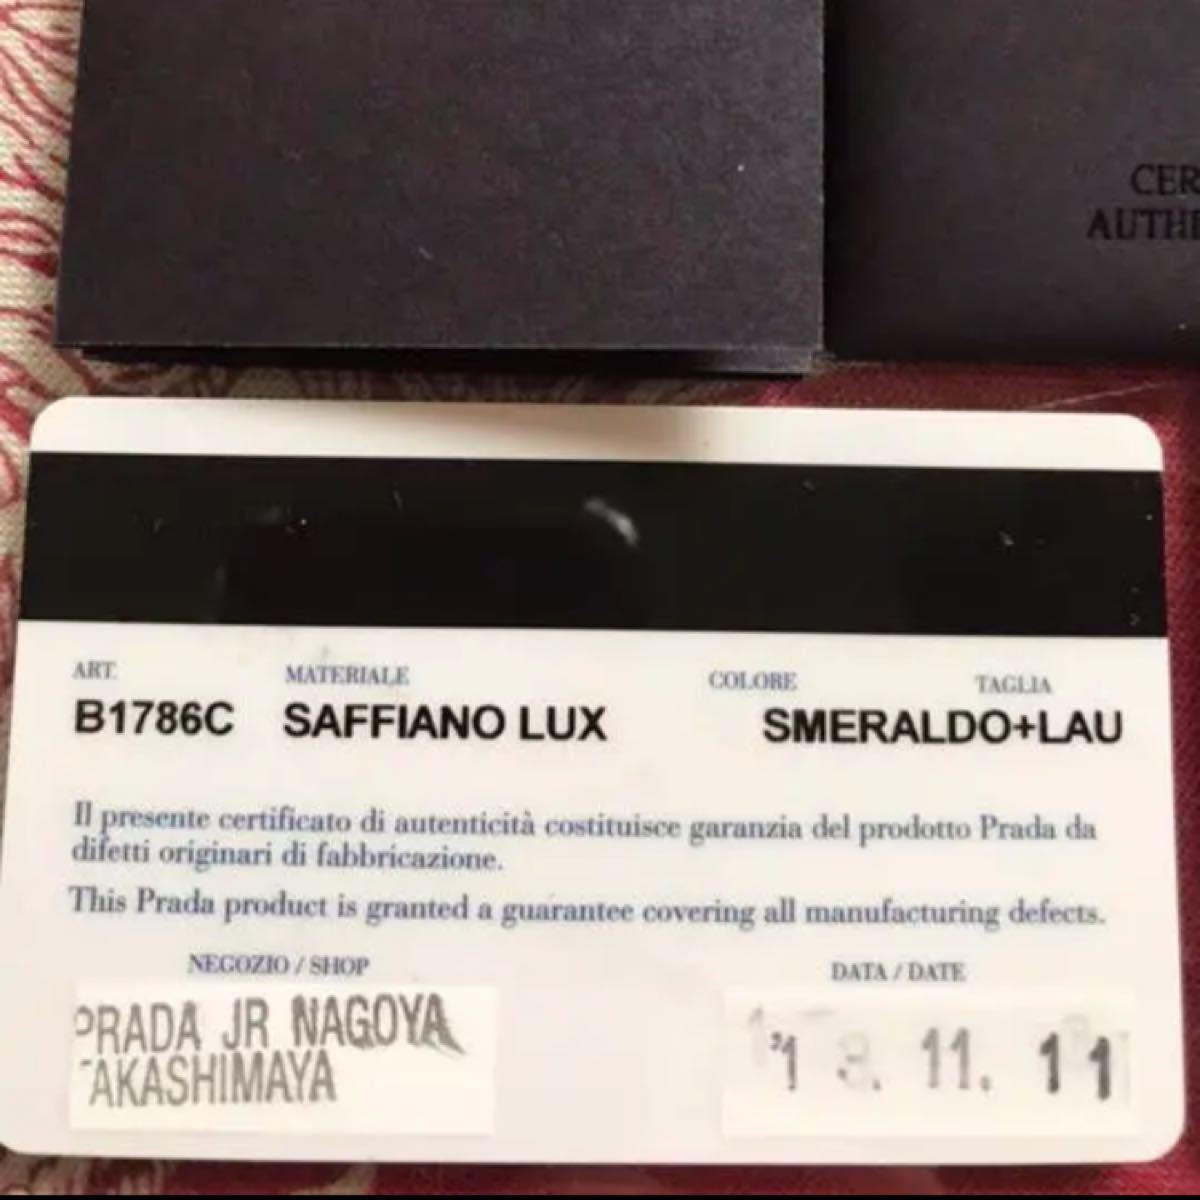 CER
AUTHE
ART.
MATERIALE
COLORE
TAGLIA
B1786C
SAFFIANO LUX
SMERALDO+LAU
Il presente certificato di autenticità costituisce garanzia del prodotto Prada da
difetti originari di fabbricazione.
This Prada product is granted a guarantee covering all manufacturing defects.
NEGOZIO / SHOP
DATA / DATE
PRADA JR NAGOYA
TAKASHIMAYA
'13. 11. 11